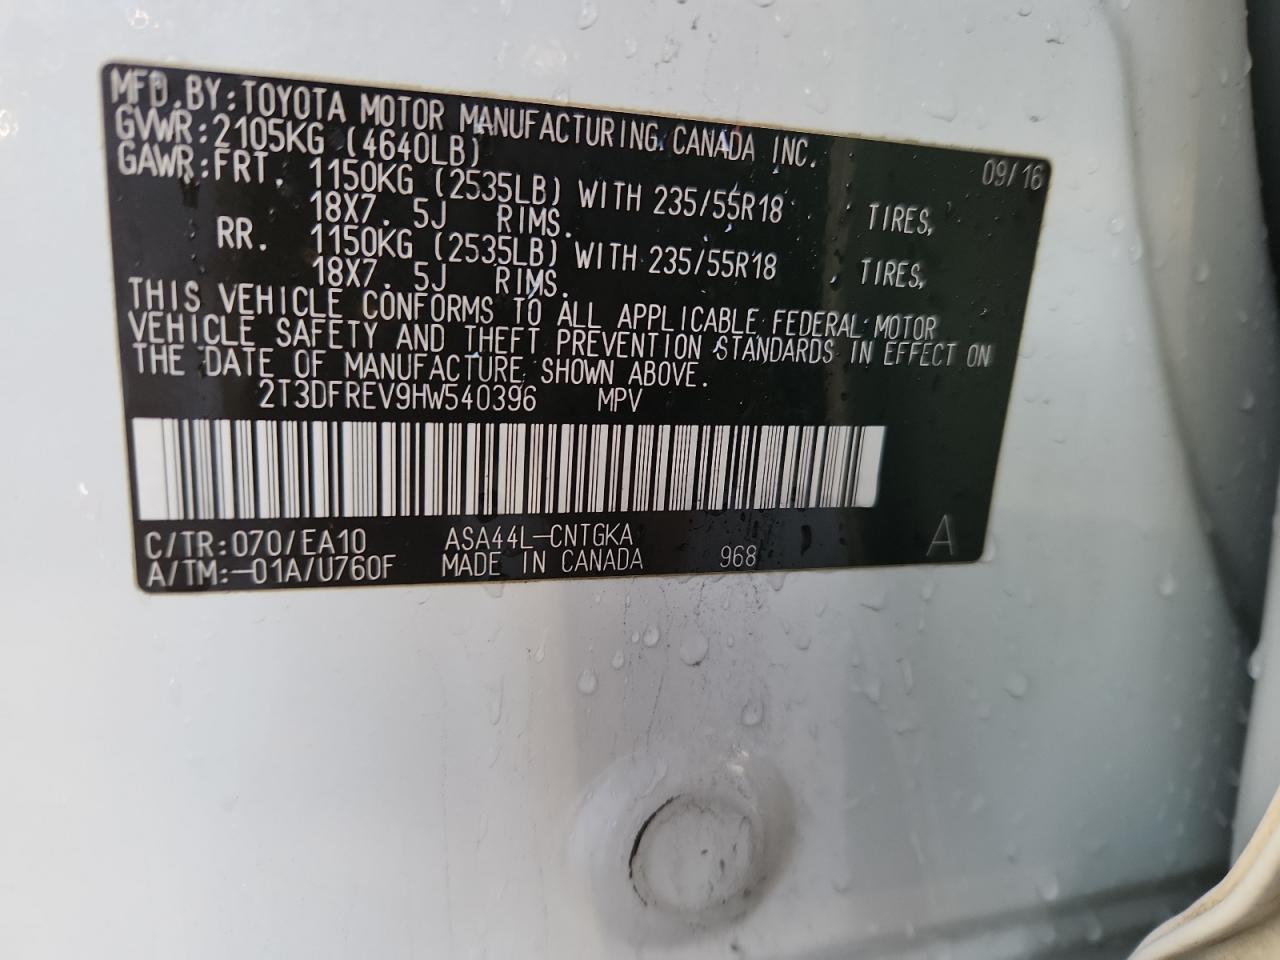 MFD.BY:TOYOTA MOTOR MANUFACTURING CANADA INC. 09/16
GVWR:2105KG (4640LB)
GAWR:FRT. 1150KG (2535LB) WITH 235/55R18 TIRES,
18X7. 5J RIMS.
RR. 1150KG (2535LB) WITH 235/55R18 TIRES,
18X7. 5J RIMS.
THIS VEHICLE CONFORMS TO ALL APPLICABLE FEDERAL MOTOR
VEHICLE SAFETY AND THEFT PREVENTION STANDARDS IN EFFECT ON
THE DATE OF MANUFACTURE SHOWN ABOVE.
2T3DFREV9HW540396 MPV
C/TR:070/EA10 ASA44L-CNTGKA
A/TM:-01A/U760F MADE IN CANADA 968 A